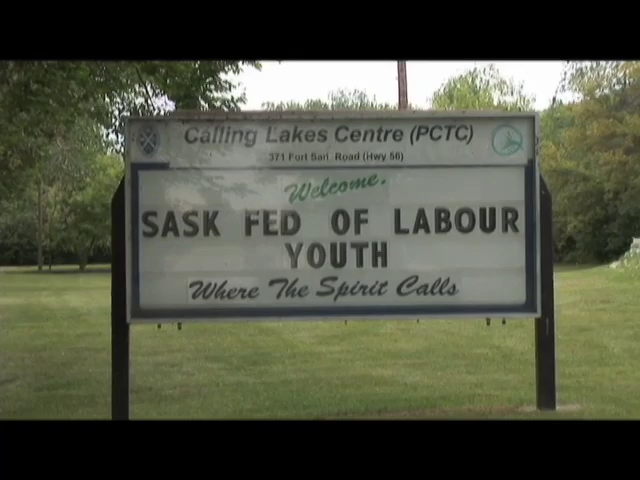 Calling Lakes Centre (PCTC)
371 Fort San Road (Hwy 56)
Welcome.
SASK FED OF LABOUR
YOUTH
Where The Spirit Calls